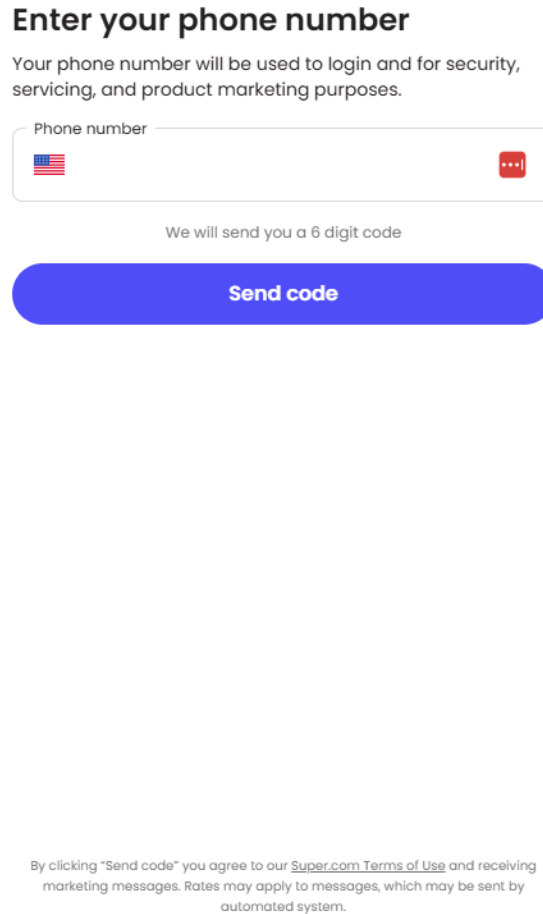 Enter your phone number
Your phone number will be used to login and for security,
servicing, and product marketing purposes.
Phone number
We will send you a 6 digit code
Send code
By clicking “Send code” you agree to our Super.com Terms of Use and receiving
marketing messages. Rates may apply to messages, which may be sent by
automated system.